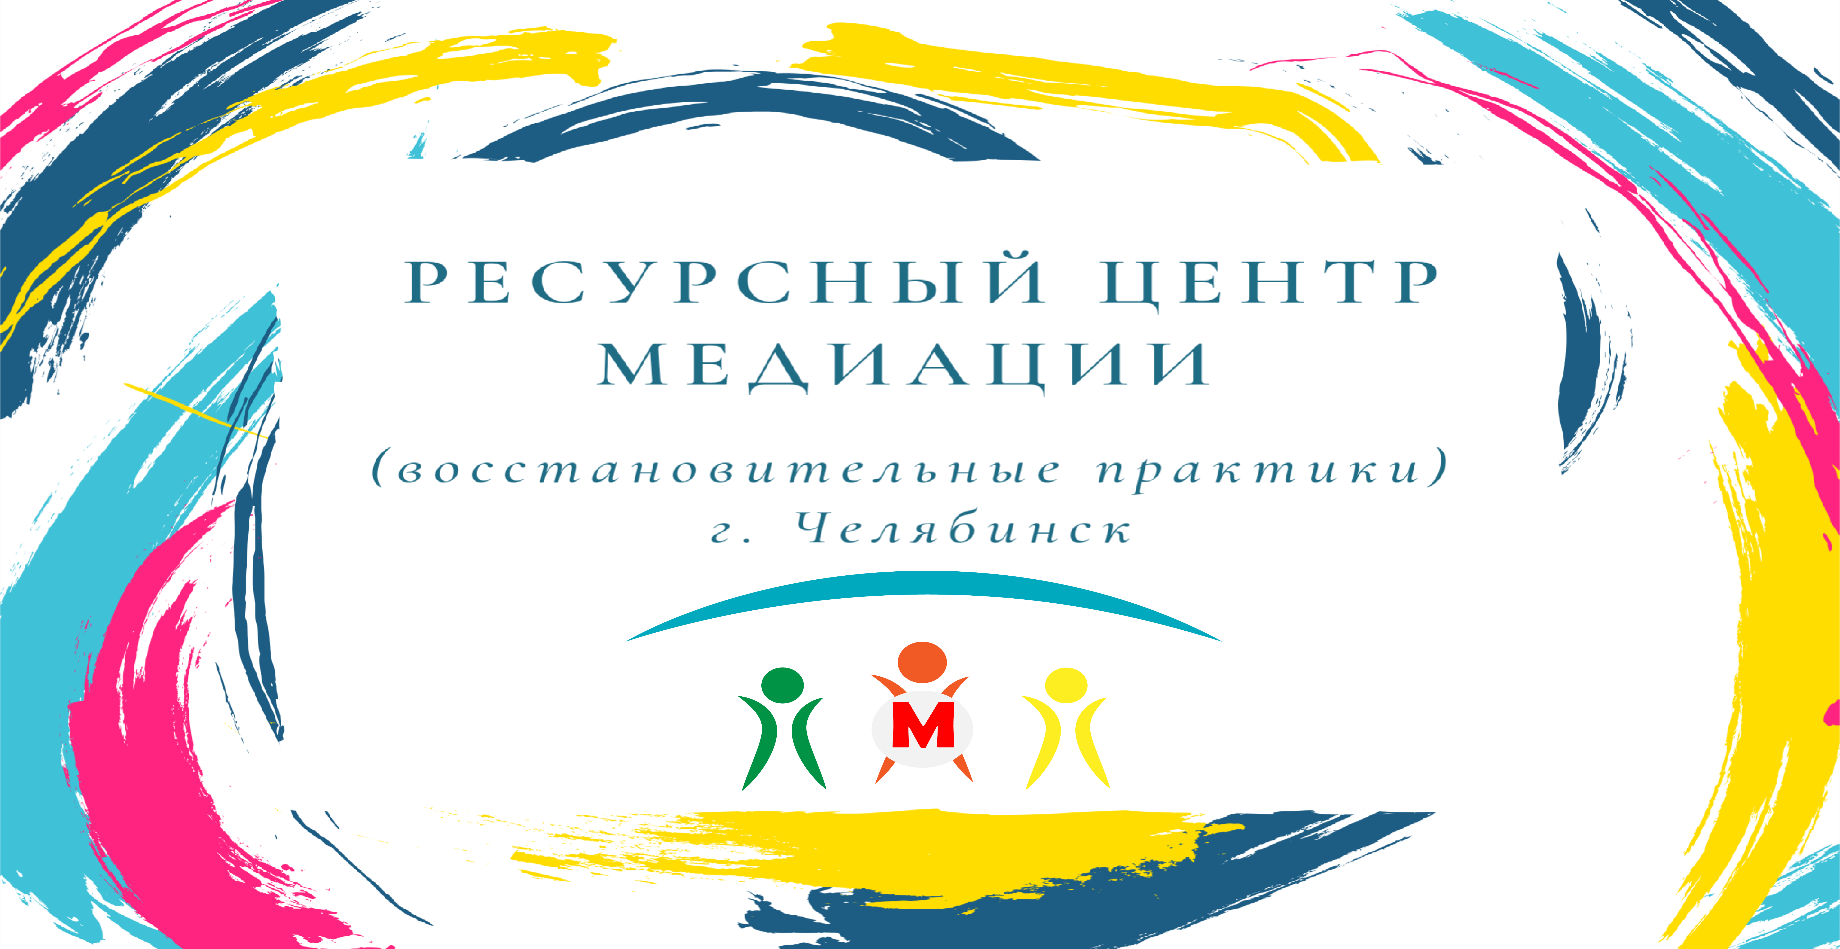 РЕСУРСНЫЙ ЦЕНТР
МЕДИАЦИИ
(восстановительные практики)
г. Челябинск
М